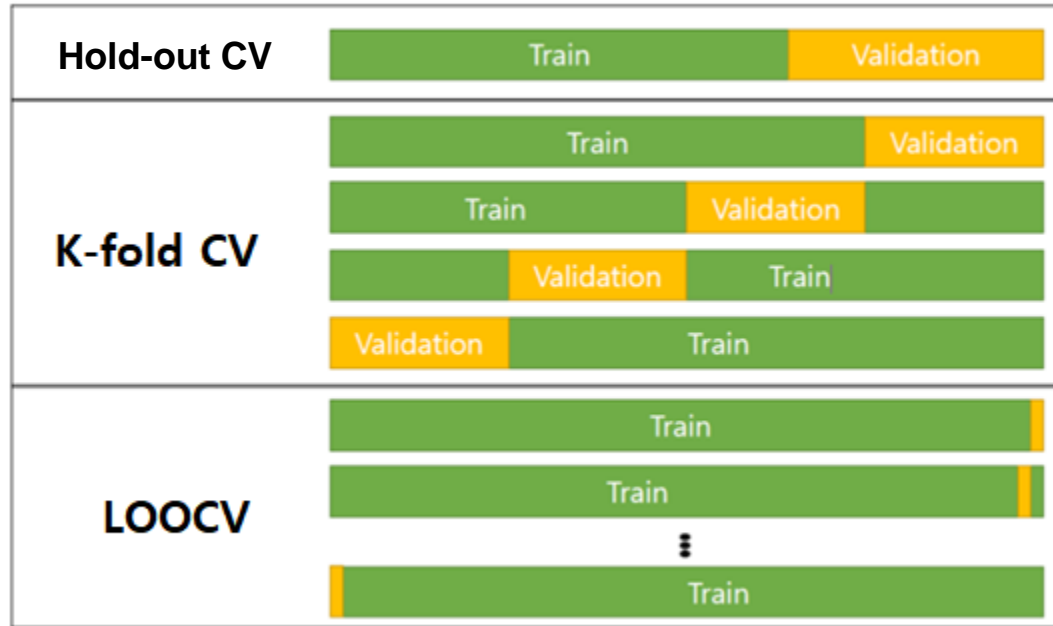 Hold-out CV
Train Validation
K-fold CV
Train Validation
Train Validation
Validation Train
Validation Train
LOOCV
Train
Train
Train